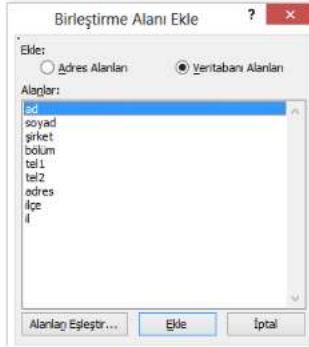 Birleştirme Alanı Ekle ? ×
Ekle:
Adres Alanları Veritabanı Alanları
Alanlar:
ad
soyad
şirket
bölüm
tel1
tel2
adres
ilçe
il
Alanları Eşleştir... Ekle İptal